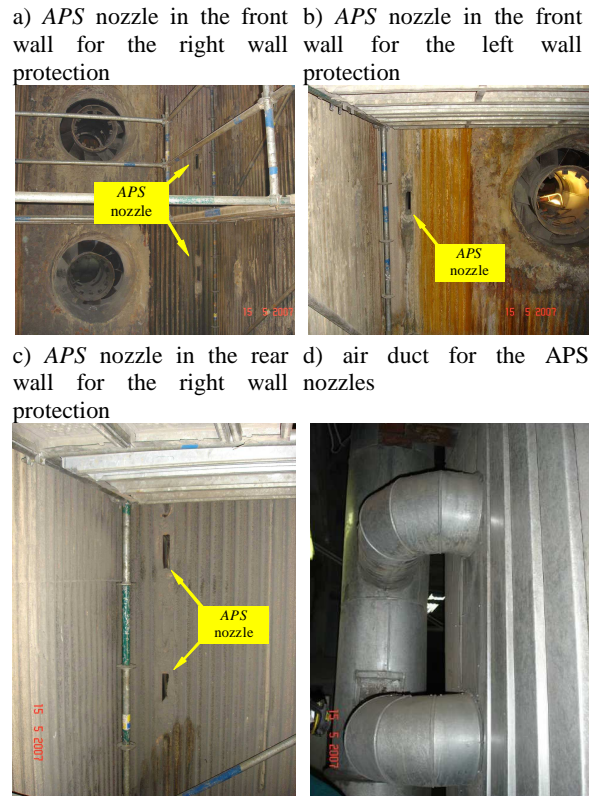 a) APS nozzle in the front
wall for the right wall
protection
b) APS nozzle in the front
wall for the left wall
protection
APS
nozzle
15 5 2007
APS
nozzle
15 5 2007
c) APS nozzle in the rear
wall for the right wall
protection
d) air duct for the APS
nozzles
APS
nozzle
15 5 2007
15 5 2007